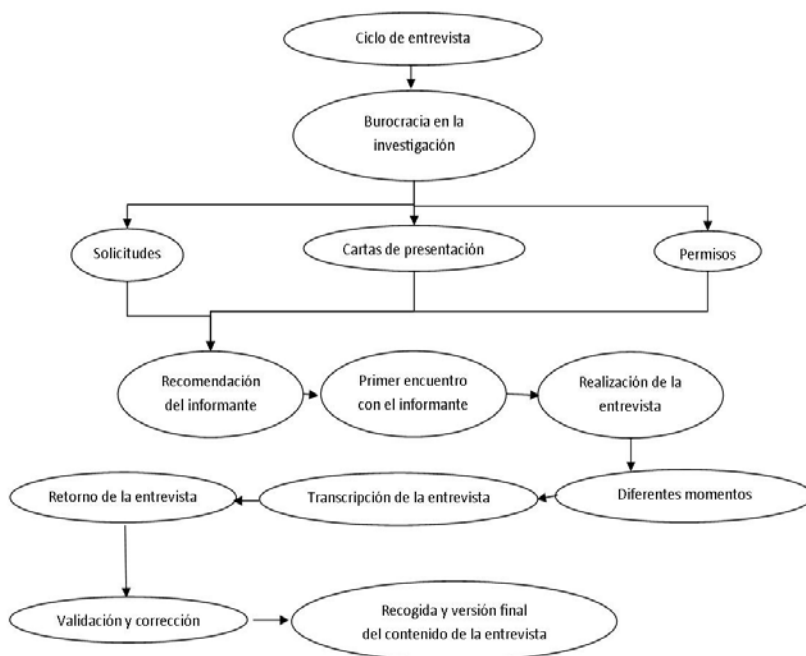 Ciclo de entrevista
Burocracia en la
investigación
Solicitudes
Cartas de presentación
Permisos
Recomendación
del informante
Primer encuentro
con el informante
Realización de la
entrevista
Retorno de la entrevista
Transcripción de la entrevista
Diferentes momentos
Validación y corrección
Recogida y versión final
del contenido de la entrevista